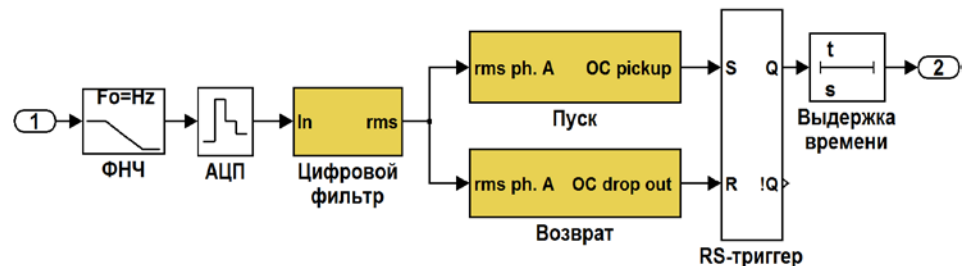 1
Fo=Hz
ФНЧ
АЦП
In rms
Цифровой
фильтр
rms ph. A OC pickup
Пуск
rms ph. A OC drop out
Возврат
S Q
R !Q
RS-триггер
t
s
Выдержка
времени
2